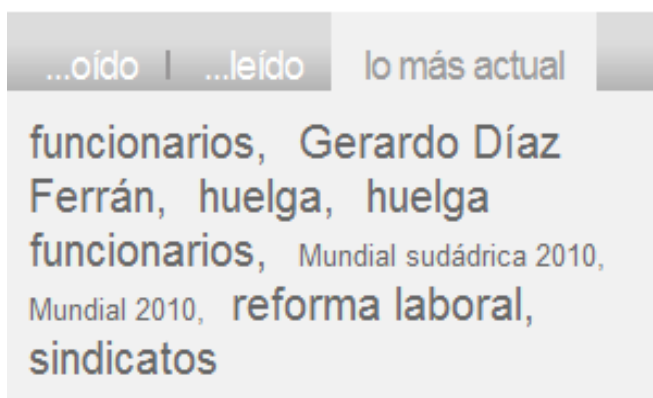 ...oído | ...leído lo más actual
funcionarios, Gerardo Díaz
Ferrán, huelga, huelga
funcionarios, Mundial sudádrica 2010,
Mundial 2010, reforma laboral,
sindicatos